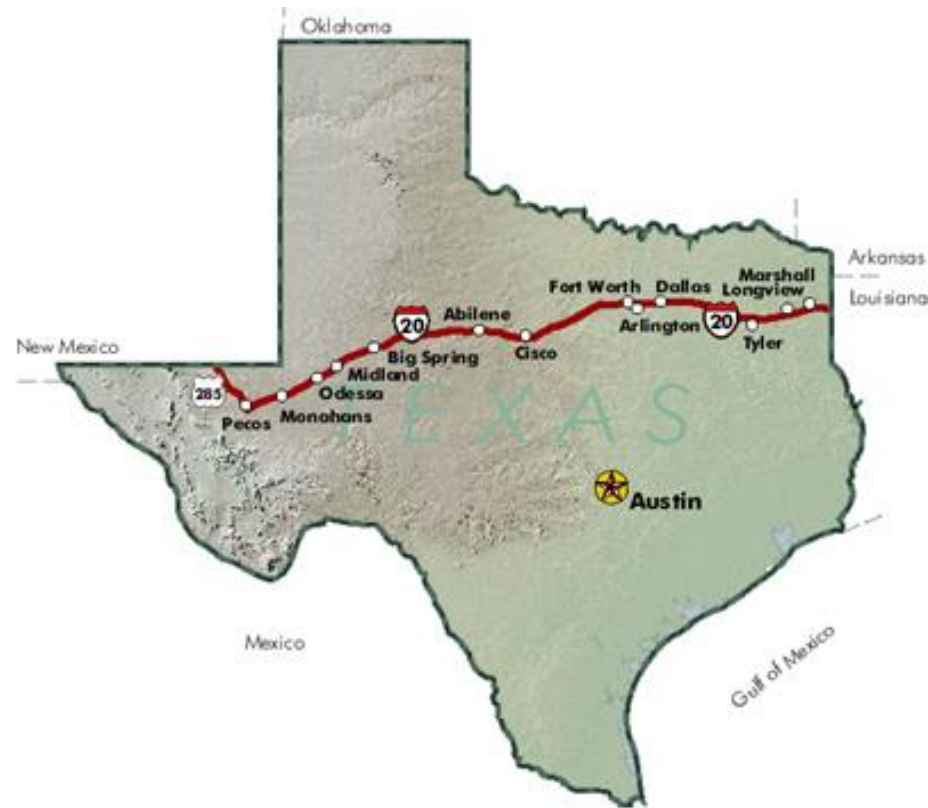 Oklahoma
Arkansas
Marshall
Fort Worth
Dallas
Longview
Louisiana
Abilene
20
Arlington
20
Tyler
New Mexico
Big Spring
Cisco
Midland
285
Odessa
Pecos
Monahans
TEXAS
Austin
Mexico
Gulf of Mexico